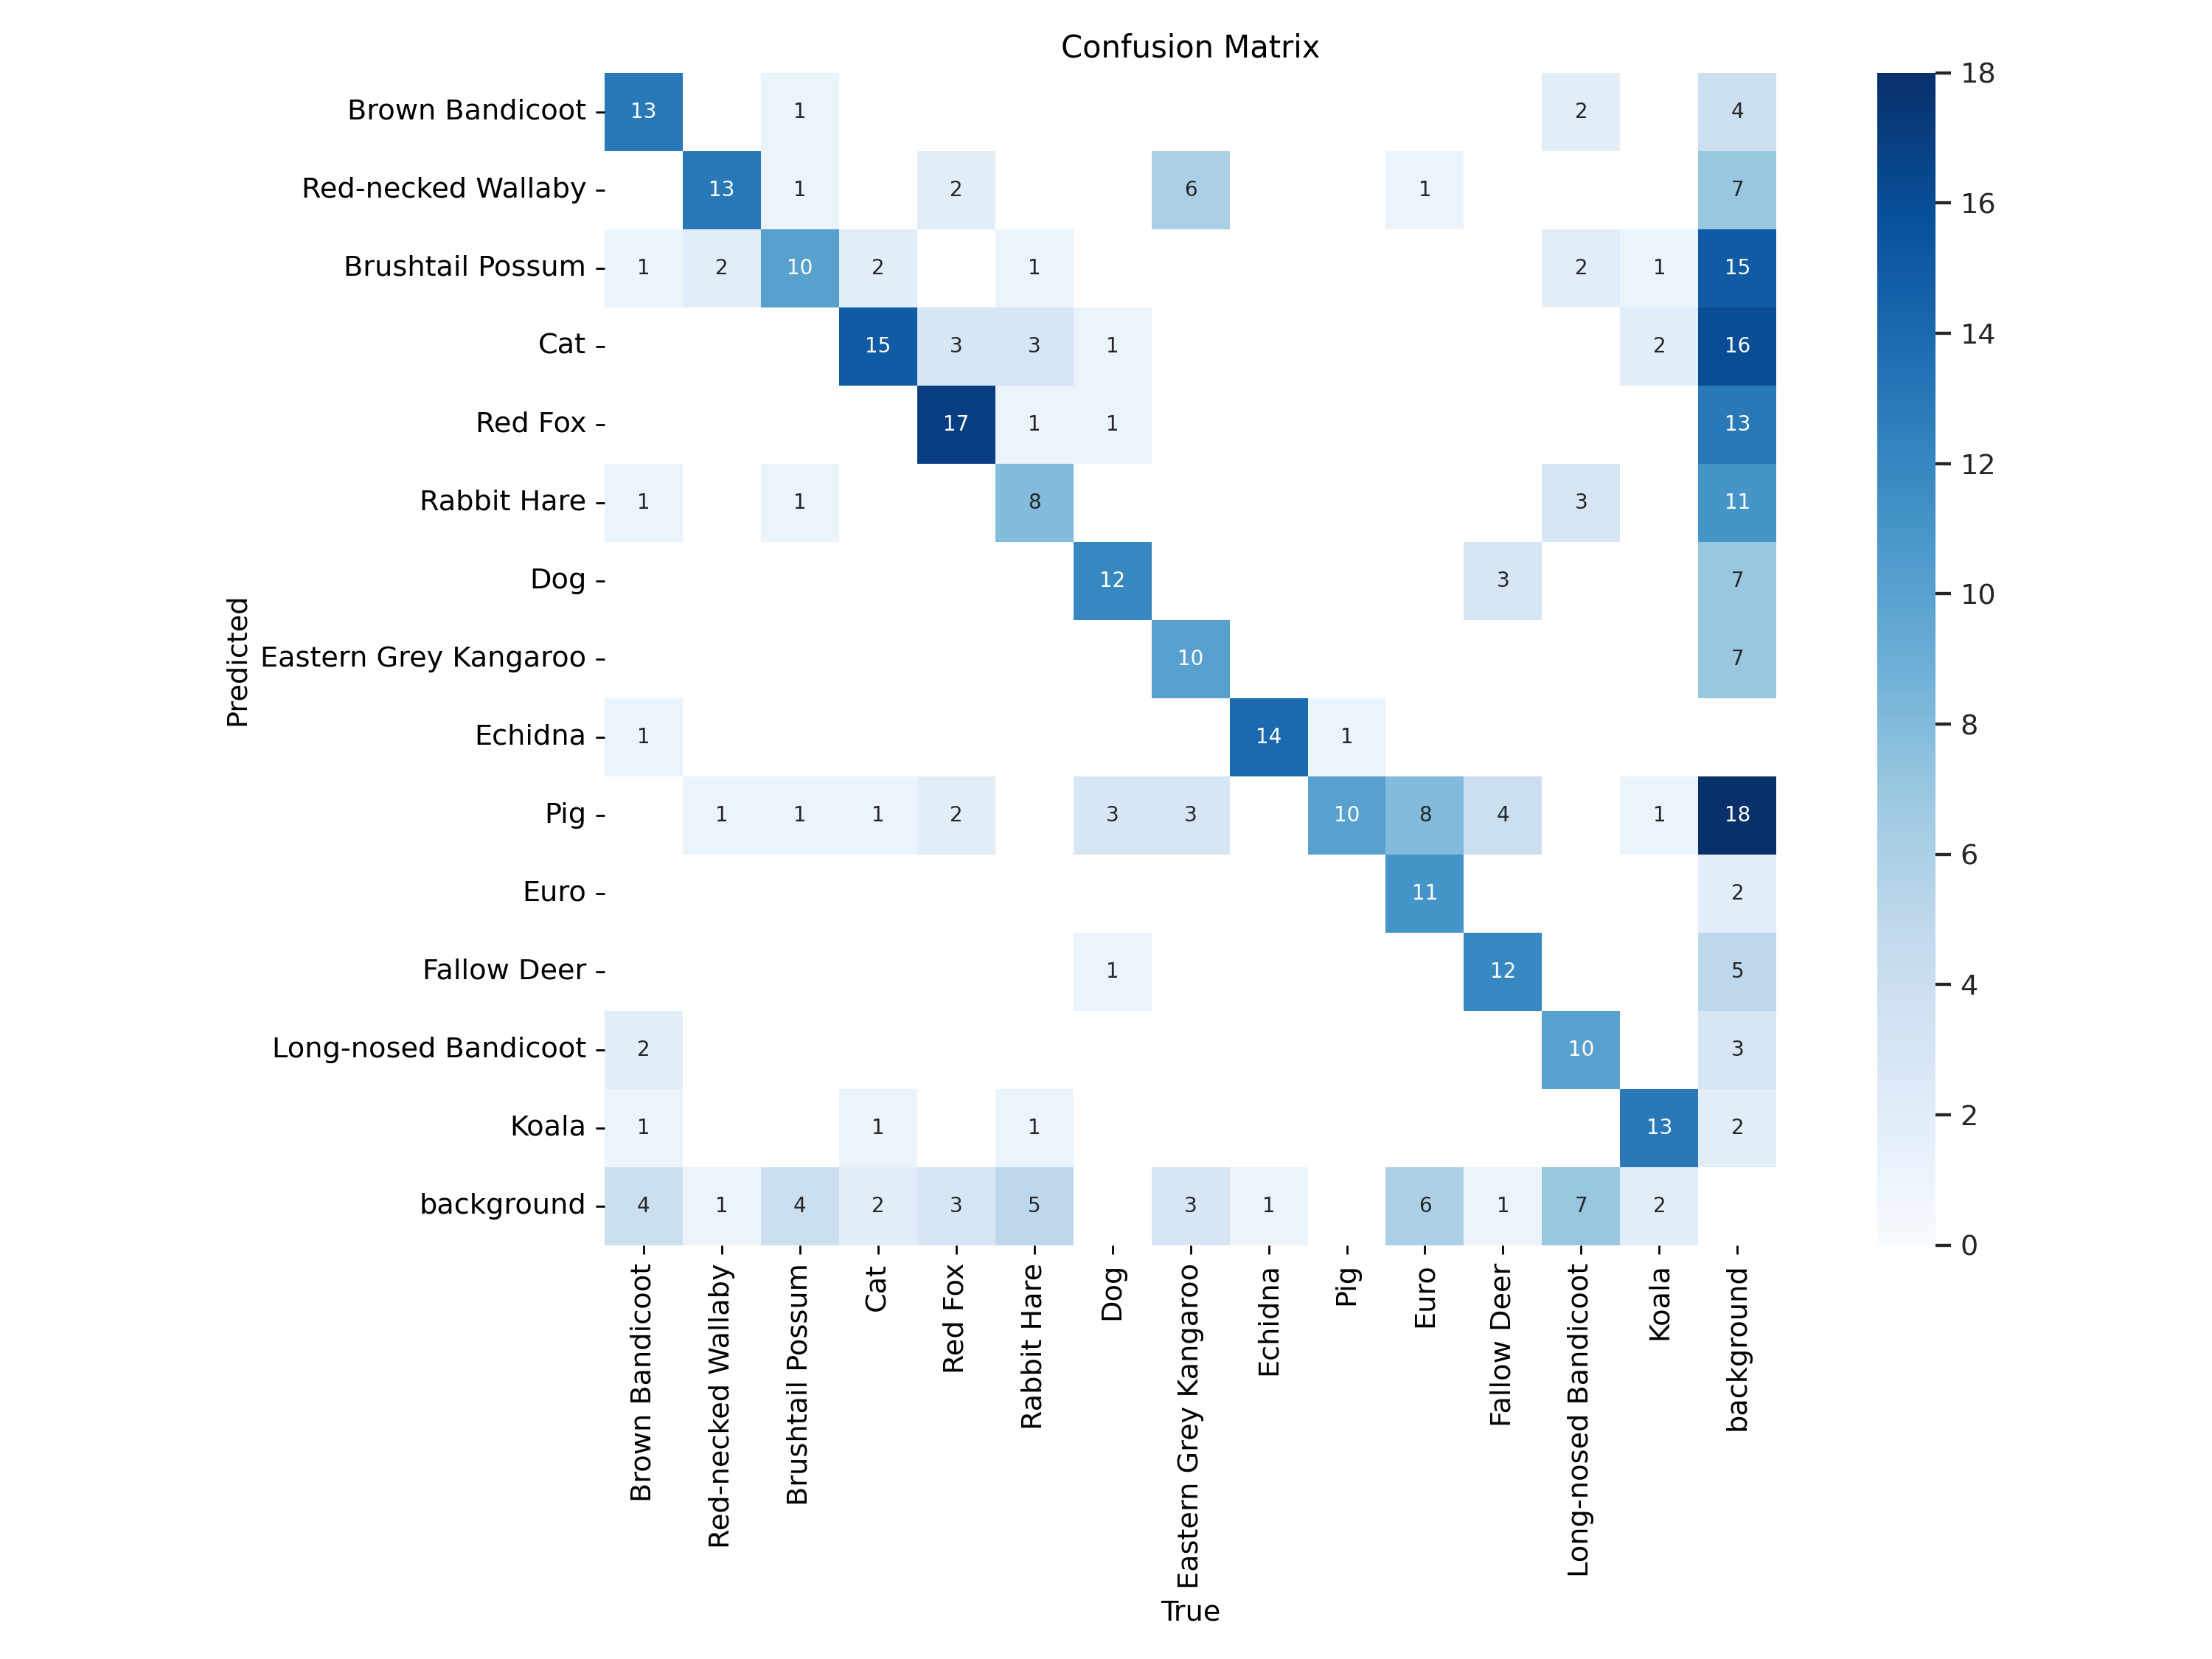 Confusion Matrix
Brown Bandicoot 13 1 2 4
Red-necked Wallaby 13 1 2 6 1 7
Brushtail Possum 1 2 10 2 1 2 1 15
Cat 15 3 3 1 2 16
Red Fox 17 1 1 13
Rabbit Hare 1 1 8 3 11
Dog 12 3 7
Eastern Grey Kangaroo 10 7
Echidna 1 14 1
Pig 1 1 1 2 3 3 10 8 4 1 18
Euro 11 2
Fallow Deer 1 12 5
Long-nosed Bandicoot 2 10 3
Koala 1 1 1 13 2
background 4 1 4 2 3 5 3 1 6 1 7 2
Predicted
Brown Bandicoot
Red-necked Wallaby
Brushtail Possum
Cat
Red Fox
Rabbit Hare
Dog
Eastern Grey Kangaroo
Echidna
Pig
Euro
Fallow Deer
Long-nosed Bandicoot
Koala
background
True
18
16
14
12
10
8
6
4
2
0